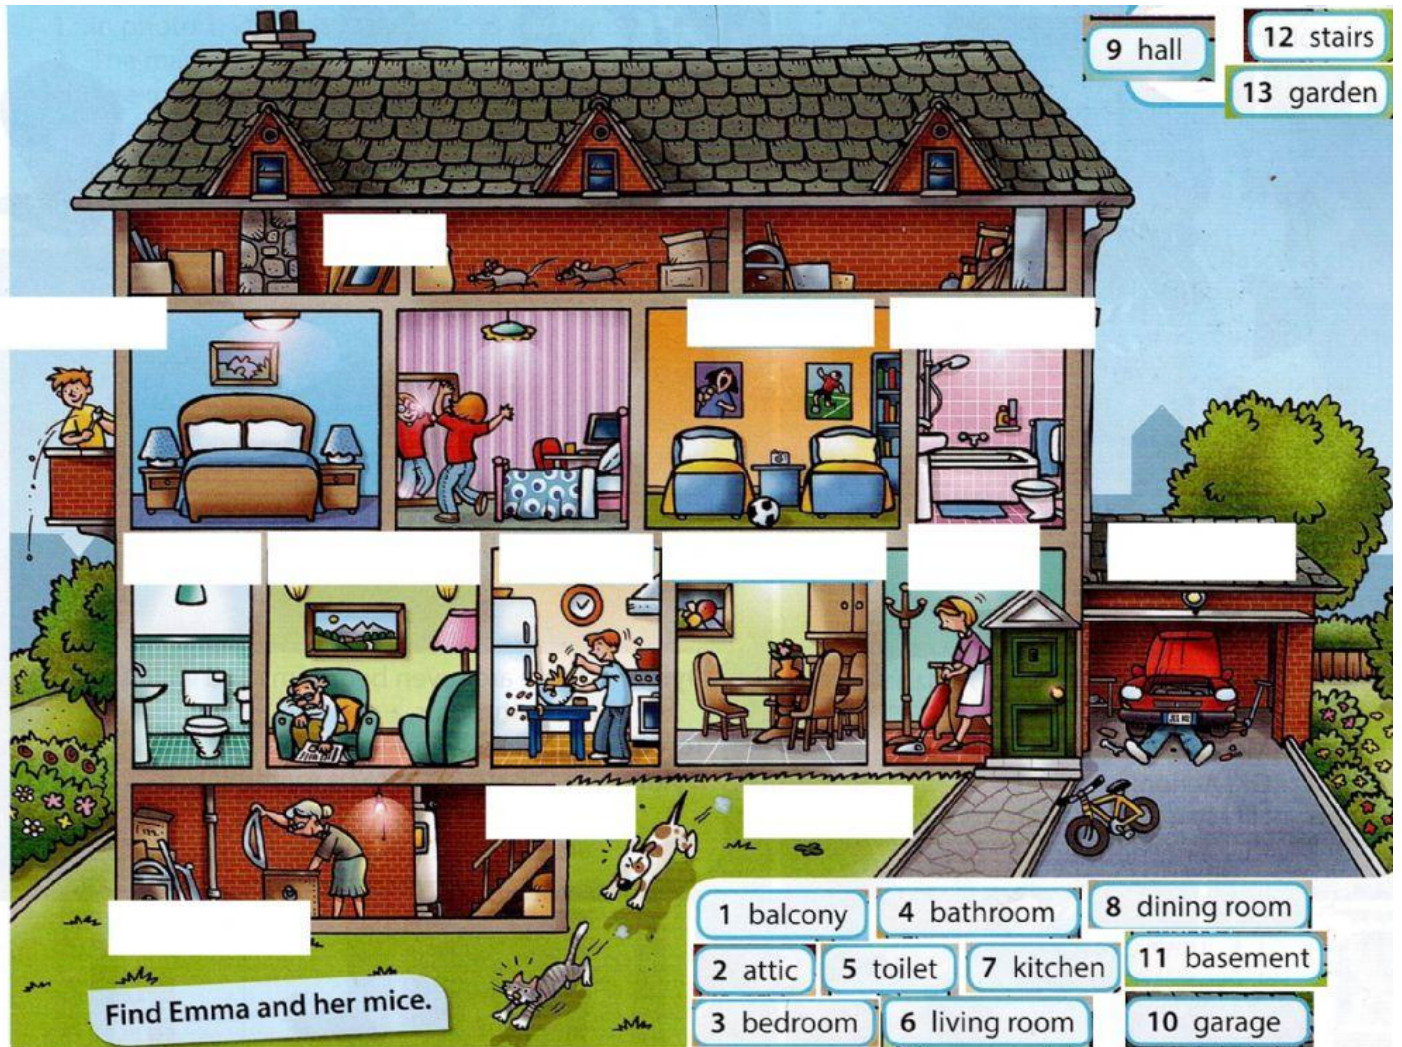 9 hall
12 stairs
13 garden
1 balcony
4 bathroom
8 dining room
2 attic
5 toilet
7 kitchen
11 basement
3 bedroom
6 living room
10 garage
Find Emma and her mice.